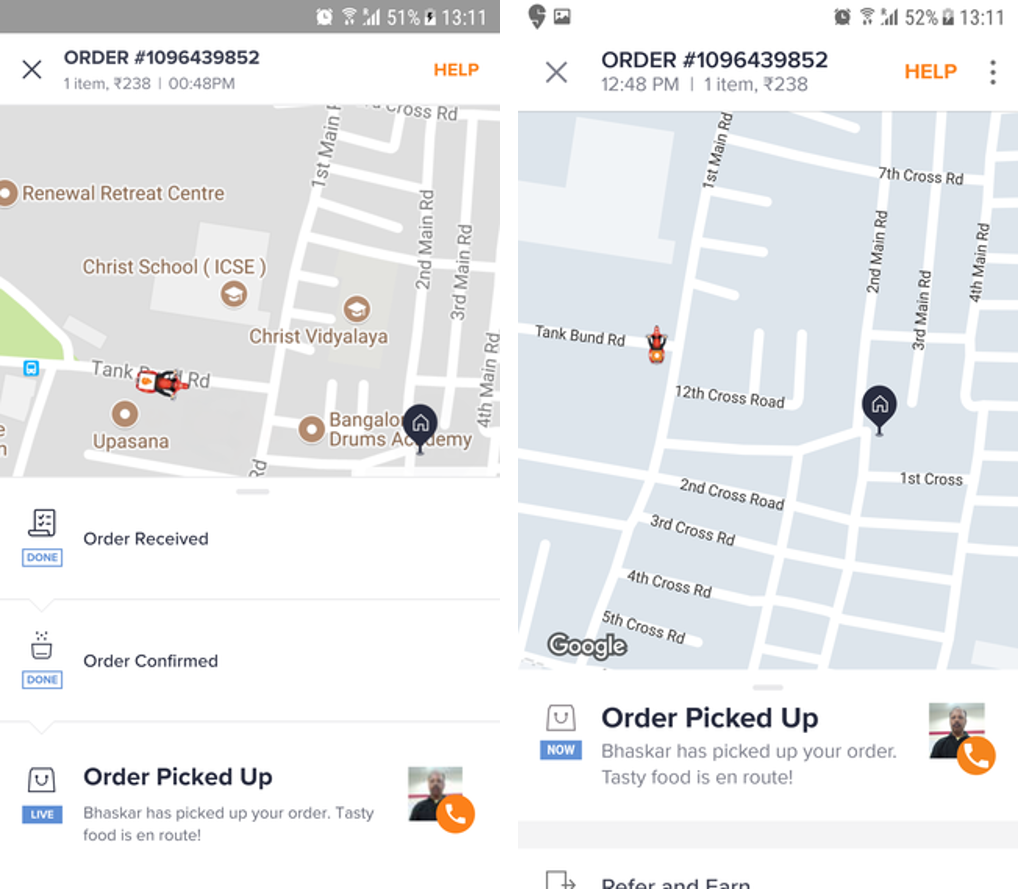 51% 13:11
ORDER #1096439852
1 item, ₹238 | 00:48PM
HELP
Cross Rd
1st Main
Renewal Retreat Centre
2nd Main Rd
3rd Main Rd
Christ School ( ICSE )
Christ Vidyalaya
4th Main Rd
Tank Rd
Upasana
Bangalo
Drums Academy
Rd
Order Received
DONE
Order Confirmed
DONE
Order Picked Up
LIVE
Bhaskar has picked up your order. Tasty
food is en route!
52% 13:11
ORDER #1096439852
12:48 PM | 1 item, ₹238
HELP
1st Main Rd
7th Cross Rd
2nd Main Rd
4th Main Rd
3rd Main Rd
Tank Bund Rd
12th Cross Road
1st Cross
2nd Cross Road
3rd Cross Rd
4th Cross Rd
5th Cross Rd
Google
Order Picked Up
NOW
Bhaskar has picked up your order.
Tasty food is en route!
Refer and Earn